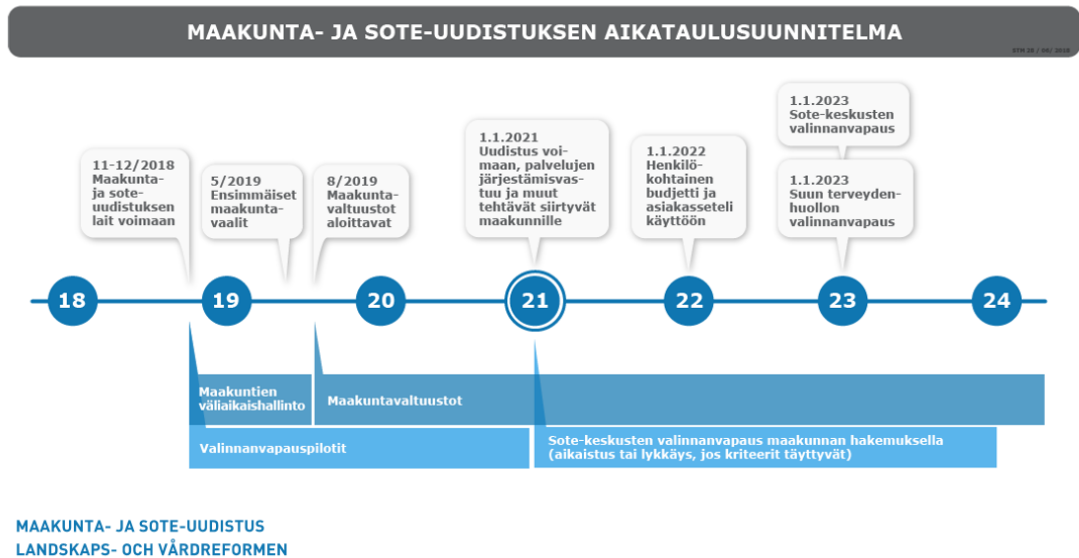 MAAKUNTA- JA SOTE-UUDISTUKSEN AIKATAULUSUUNNITELMA
11-12/2018
Maakunta-
ja sote-
uudistuksen
lait voimaan
5/2019
Ensimmäiset
maakunta-
vaalit
8/2019
Maakunta-
valtuustot
aloittavat
1.1.2021
Uudistus voi-
maan, palvelujen
järjestämisvas-
tuu ja muut
tehtävät siirtyvät
maakunnille
1.1.2022
Henkilö-
kohtainen
budjetti ja
asiakasseteli
käyttöön
1.1.2023
Sote-keskusten
valinnanvapaus
1.1.2023
Suun terveyden-
huollon
valinnanvapaus
18 19 20 21 22 23 24
Maakuntien
väliaikaishallinto
Maakuntavaltuustot
Valinnanvapauspilotit
Sote-keskusten valinnanvapaus maakunnan hakemuksella
(aikaistus tai lykkäys, jos kriteerit täyttyvät)
MAAKUNTA- JA SOTE-UUDISTUS
LANDSKAPS- OCH VÅRDREFORMEN